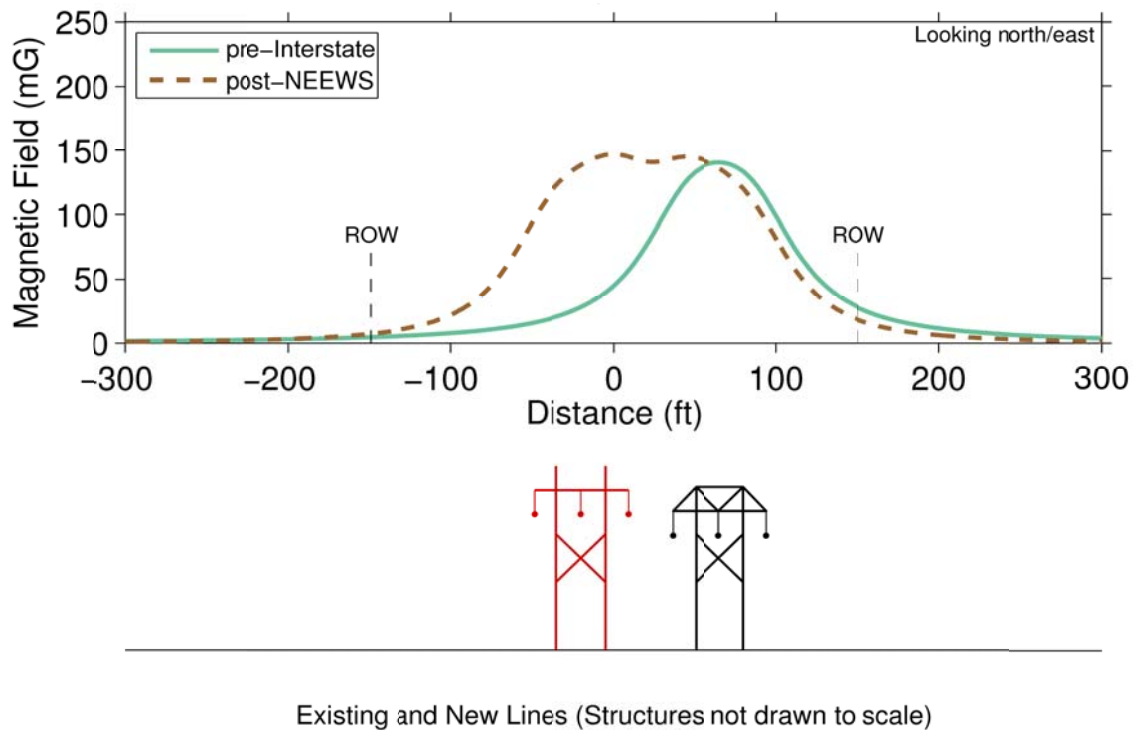 250
200
150
100
50
0
Magnetic Field (mG)
pre-Interstate
post-NEEWS
Looking north/east
ROW
ROW
-300
-200
-100
0
100
200
300
Distance (ft)
Existing and New Lines (Structures not drawn to scale)